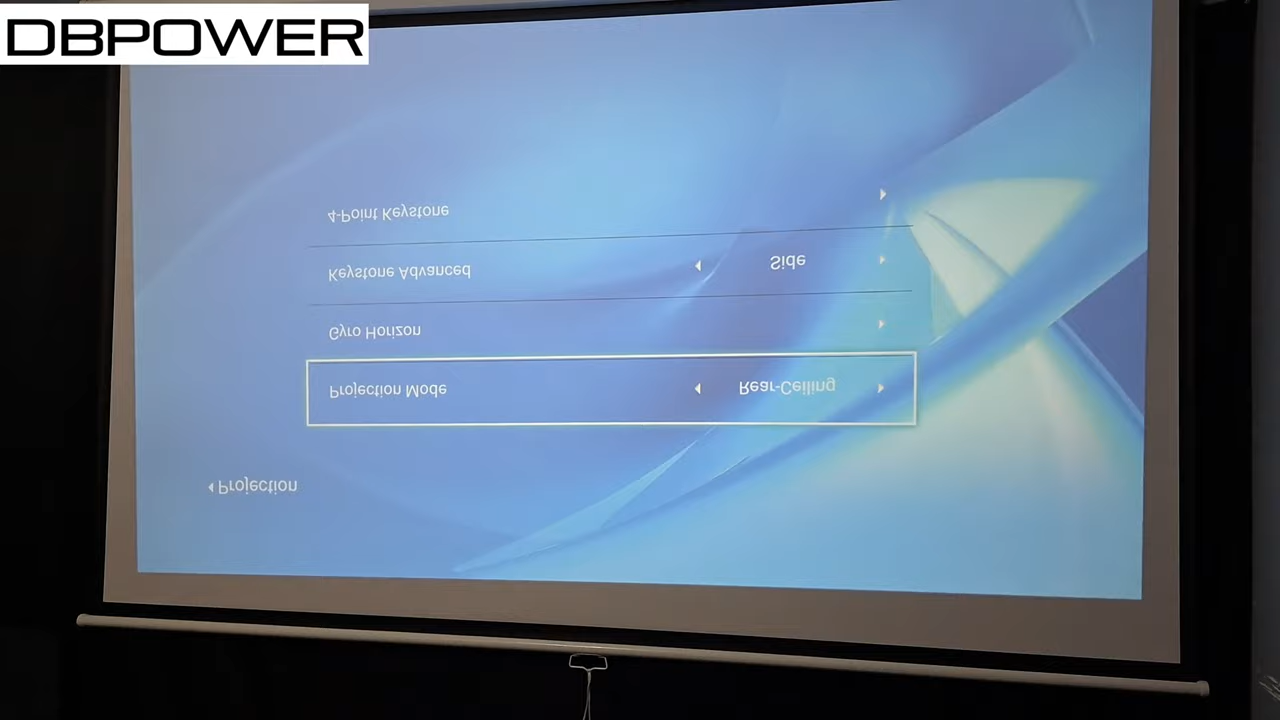 DBPOWER
4-Point Keystone
Keystone Advanced Side
Gyro Horizon
Projection Mode Rear-Ceiling
Projection